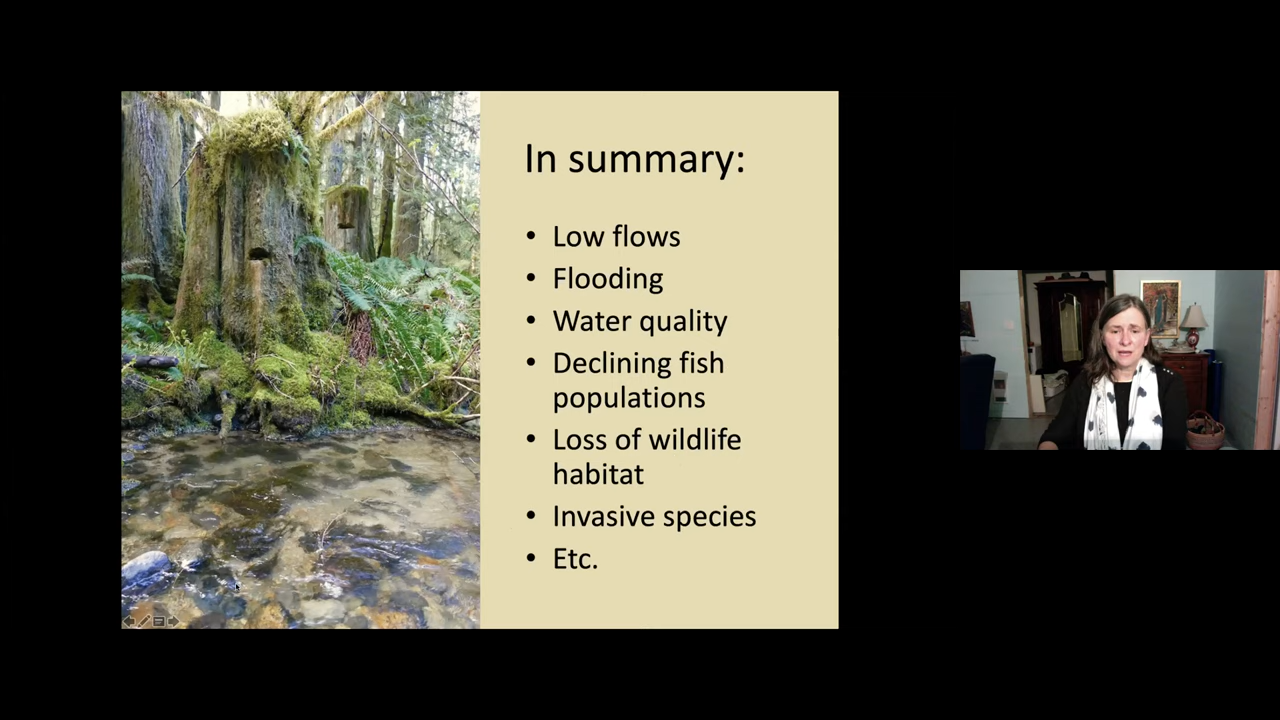 In summary:
• Low flows
• Flooding
• Water quality
• Declining fish
populations
• Loss of wildlife
habitat
• Invasive species
• Etc.